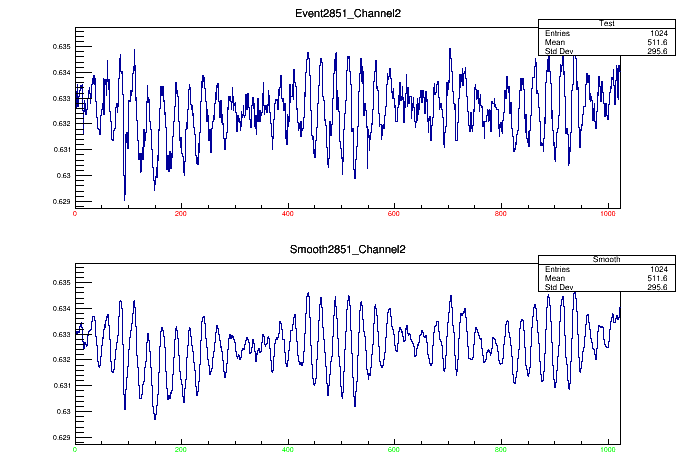 Event2851_Channel2
Test
Entries 1024
Mean 511.6
Std Dev 295.6
0.635
0.634
0.633
0.632
0.631
0.63
0.629
0 200 400 600 800 1000
Smooth2851_Channel2
Smooth
Entries 1024
Mean 511.6
Std Dev 295.6
0.635
0.634
0.633
0.632
0.631
0.63
0.629
0 200 400 600 800 1000